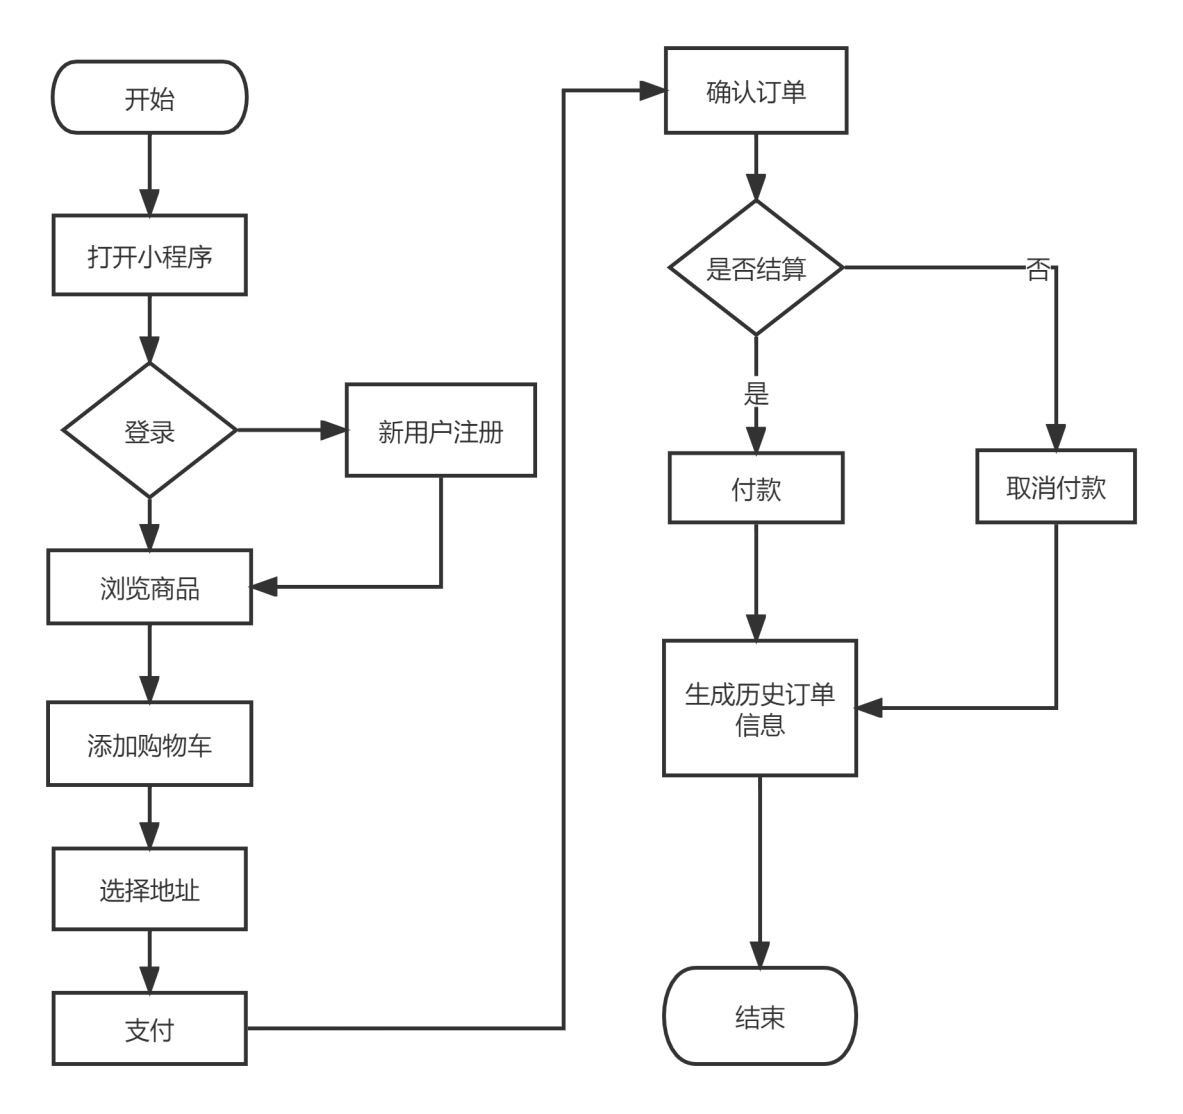 开始
打开小程序
登录
新用户注册
浏览商品
添加购物车
选择地址
支付
确认订单
是否结算
否
是
付款
取消付款
生成历史订单
信息
结束